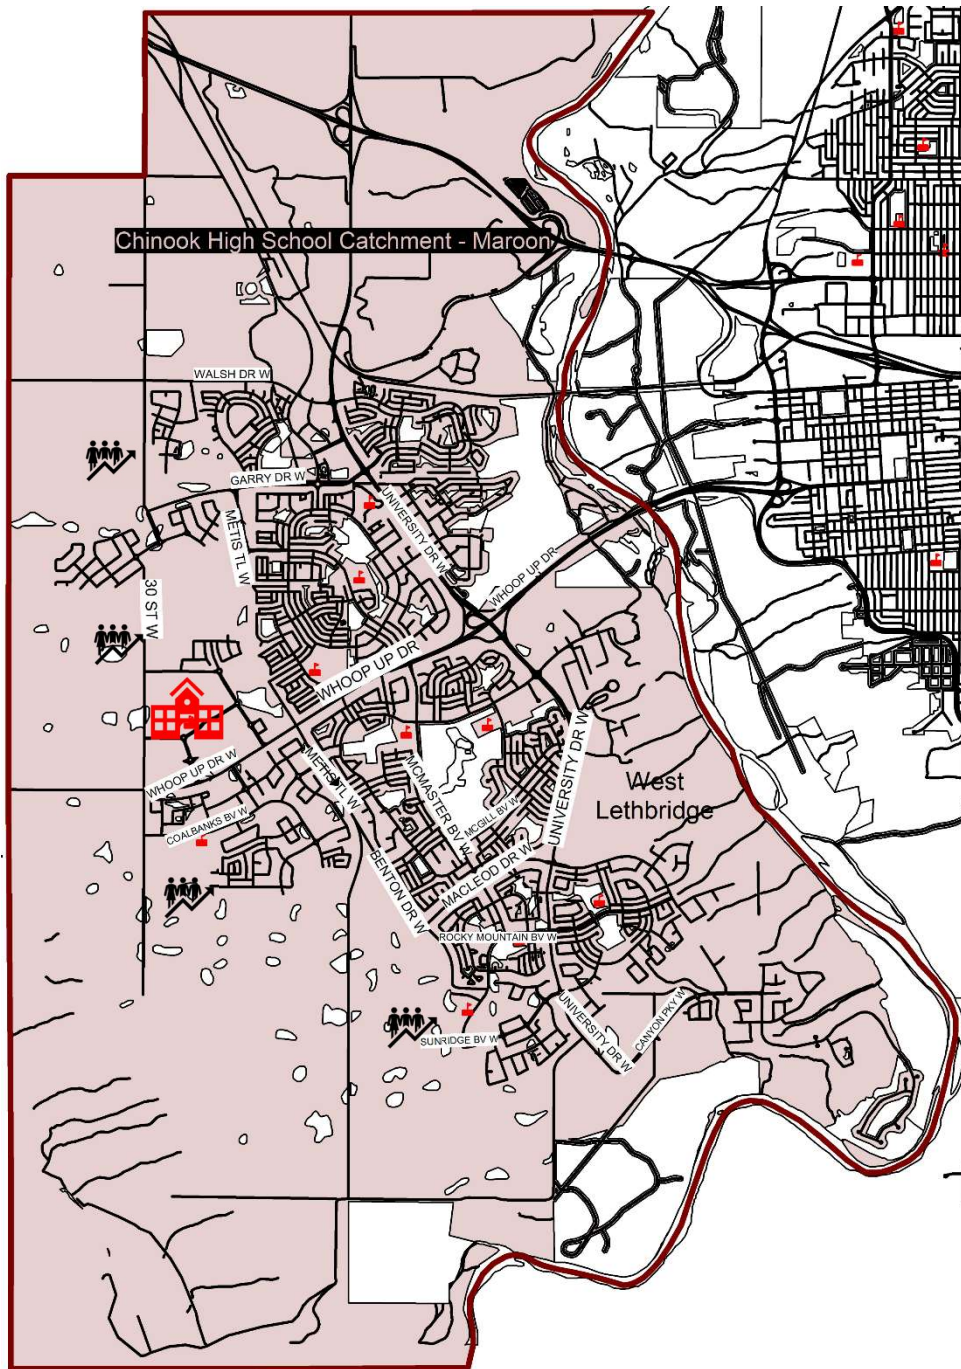 Chinook High School Catchment - Maroon
WALSH DR W
GARRY DR W
UNIVERSITY DR W
METIS TL W
WHOOP UP DR
30 ST W
WHOOP UP DR
UNIVERSITY DR W
METIS TL W
WHOOP UP DR W
MCMASTER BV W
MCGILL BV W
West
Lethbridge
COALBANKS BV W
BENTON DR W
MACLEOD DR W
ROCKY MOUNTAIN BV W
UNIVERSITY DR W
CANYON PKY W
SUNRIDGE BV W